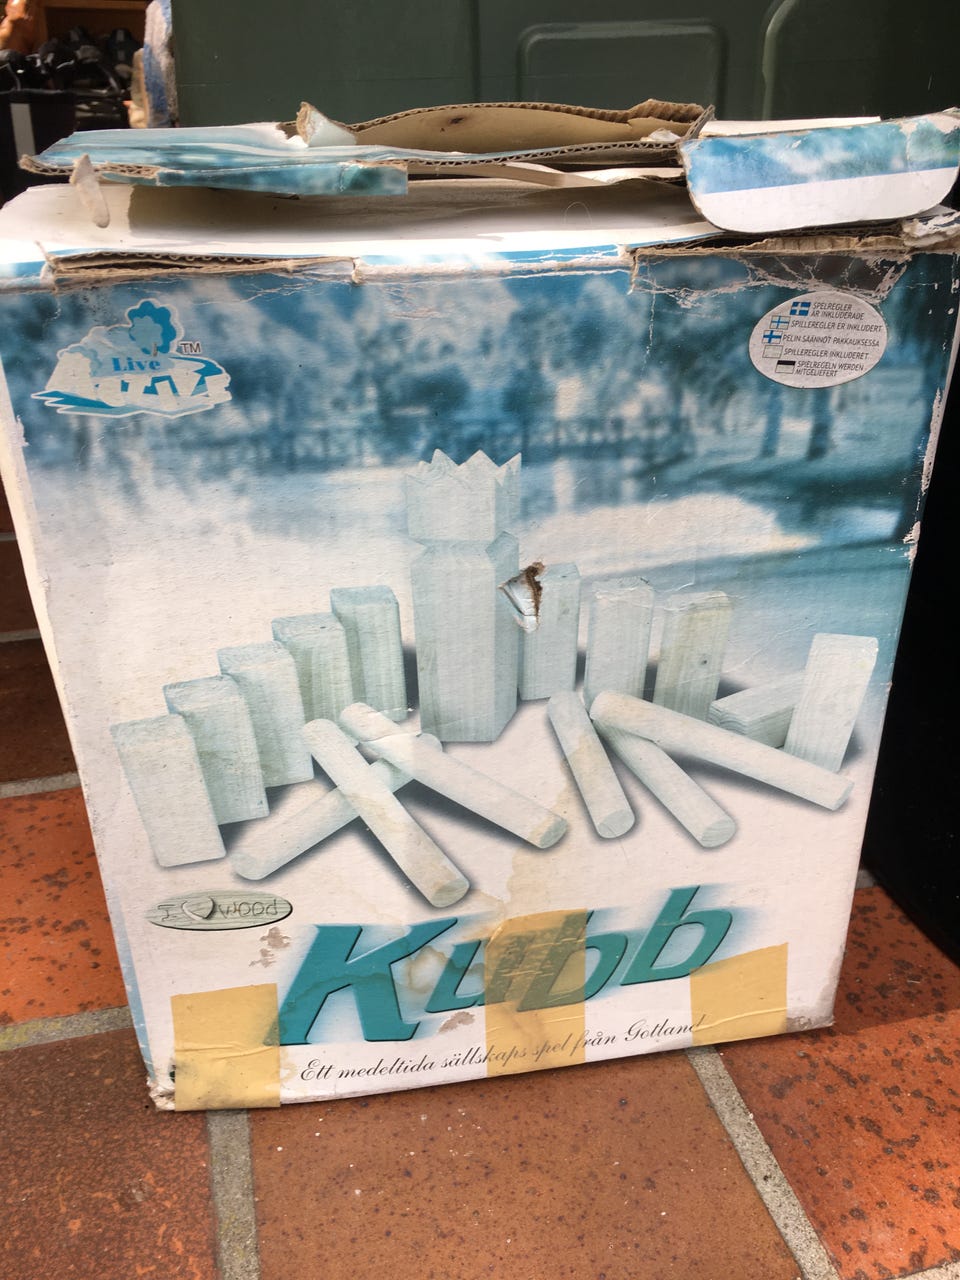 Live
TM
SPELREGLER
ÄR INKLUDERADE
SPILLEREGLER ER INKLUDERT
PELIN SÄÄNNÖT PAKKAUKSESSA
SPILLEREGLER INKLUDERET
SPIELREGELN WERDEN
MITGELIEFERT
I WOOD
Kubb
Ett medeltida sällskaps spel från Gotland